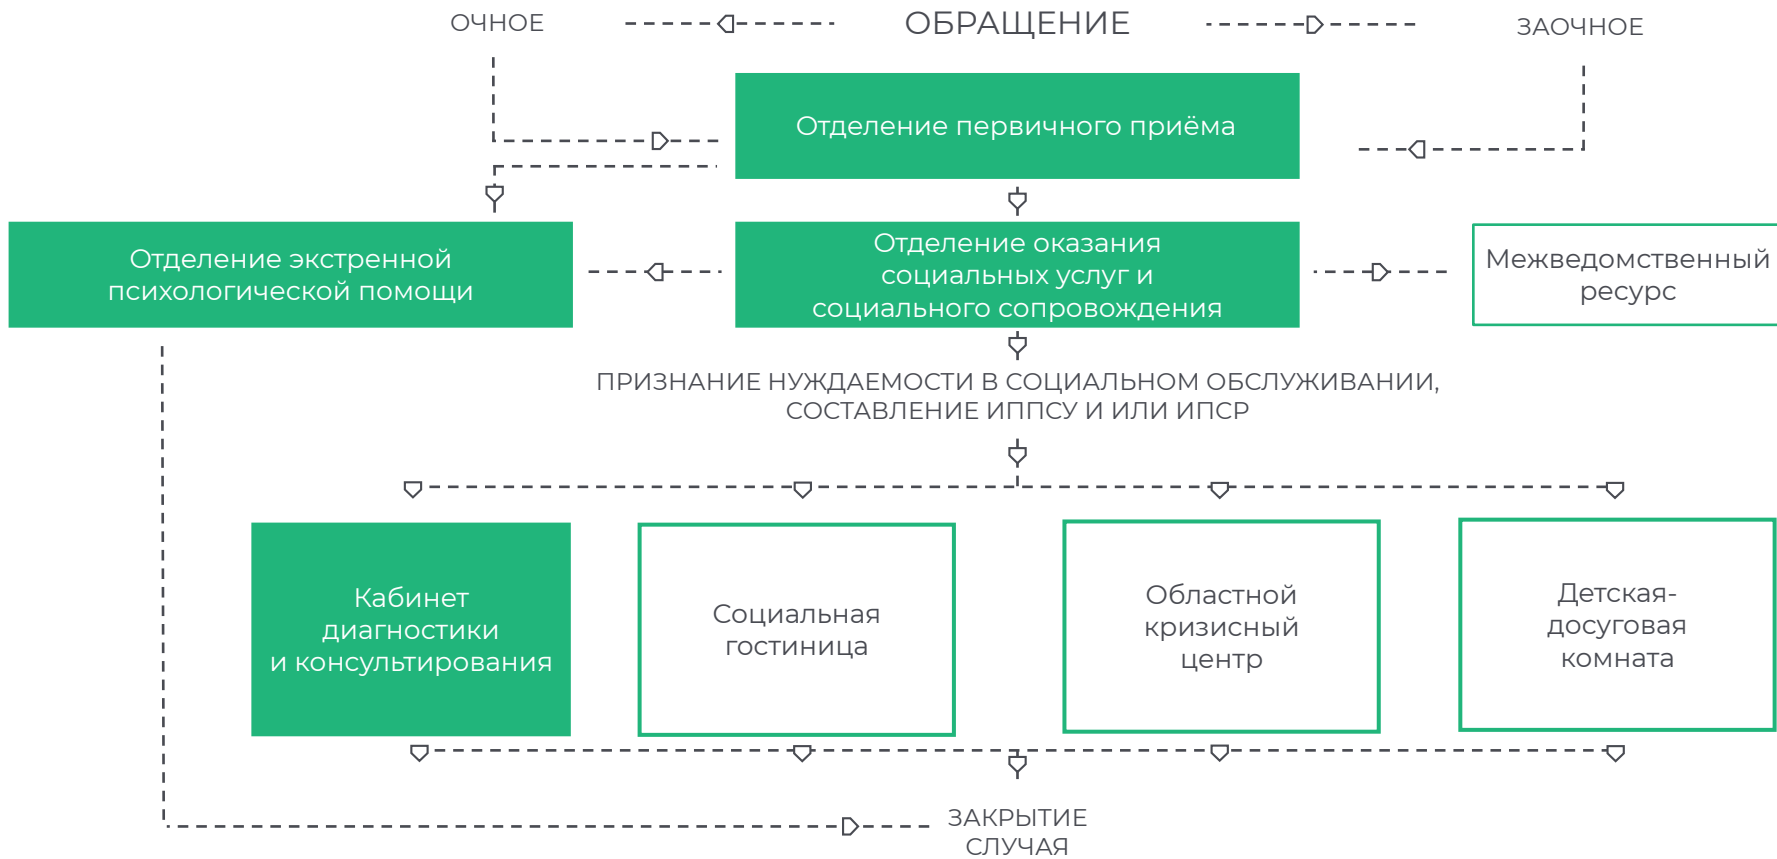 ОЧНОЕ
ОБРАЩЕНИЕ
ЗАОЧНОЕ
Отделение первичного приёма
Отделение экстренной
психологической помощи
Отделение оказания
социальных услуг и
социального сопровождения
Межведомственный
ресурс
ПРИЗНАНИЕ НУЖДАЕМОСТИ В СОЦИАЛЬНОМ ОБСЛУЖИВАНИИ,
СОСТАВЛЕНИЕ ИППСУ И ИЛИ ИПСР
Кабинет
диагностики
и консультирования
Социальная
гостиница
Областной
кризисный
центр
Детская-
досуговая
комната
ЗАКРЫТИЕ
СЛУЧАЯ